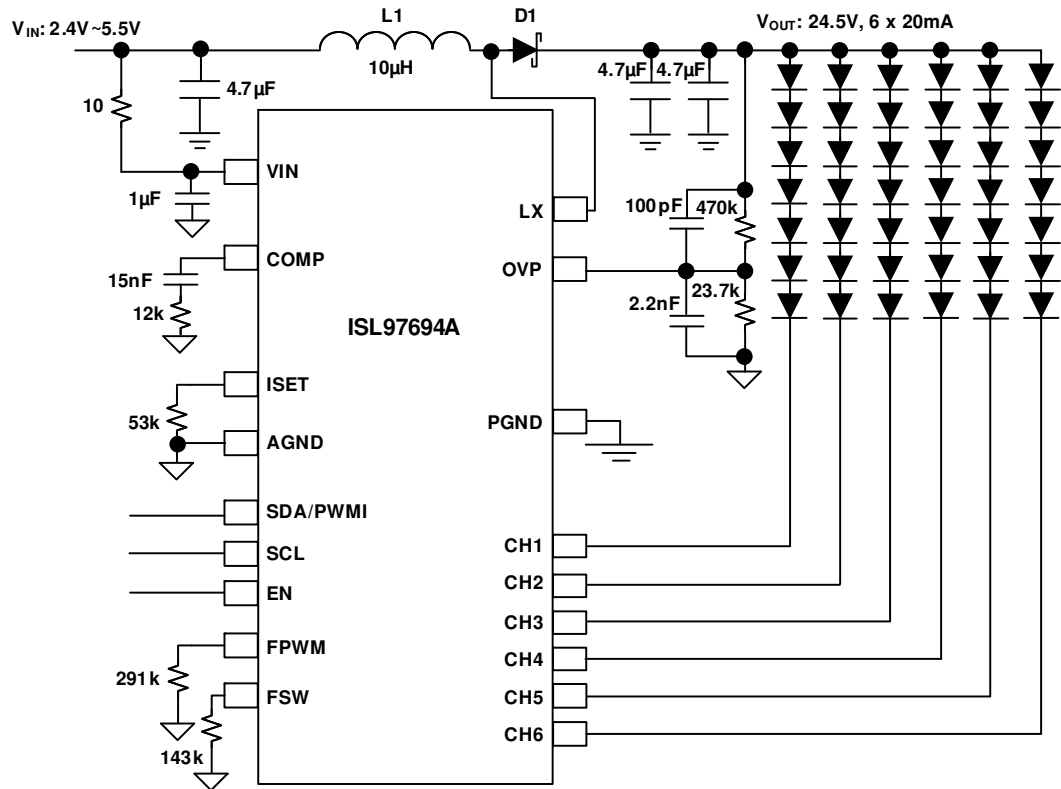 L1
D1
VIN: 2.4V~5.5V
VOUT: 24.5V, 6 x 20mA
10µH
4.7µF
4.7µF 4.7µF
10
1µF
VIN
LX
100pF
470k
COMP
OVP
15nF
12k
2.2nF
23.7k
ISL97694A
ISET
53k
AGND
PGND
SDA/PWMI
SCL
EN
FPWM
291k
FSW
143k
CH1
CH2
CH3
CH4
CH5
CH6